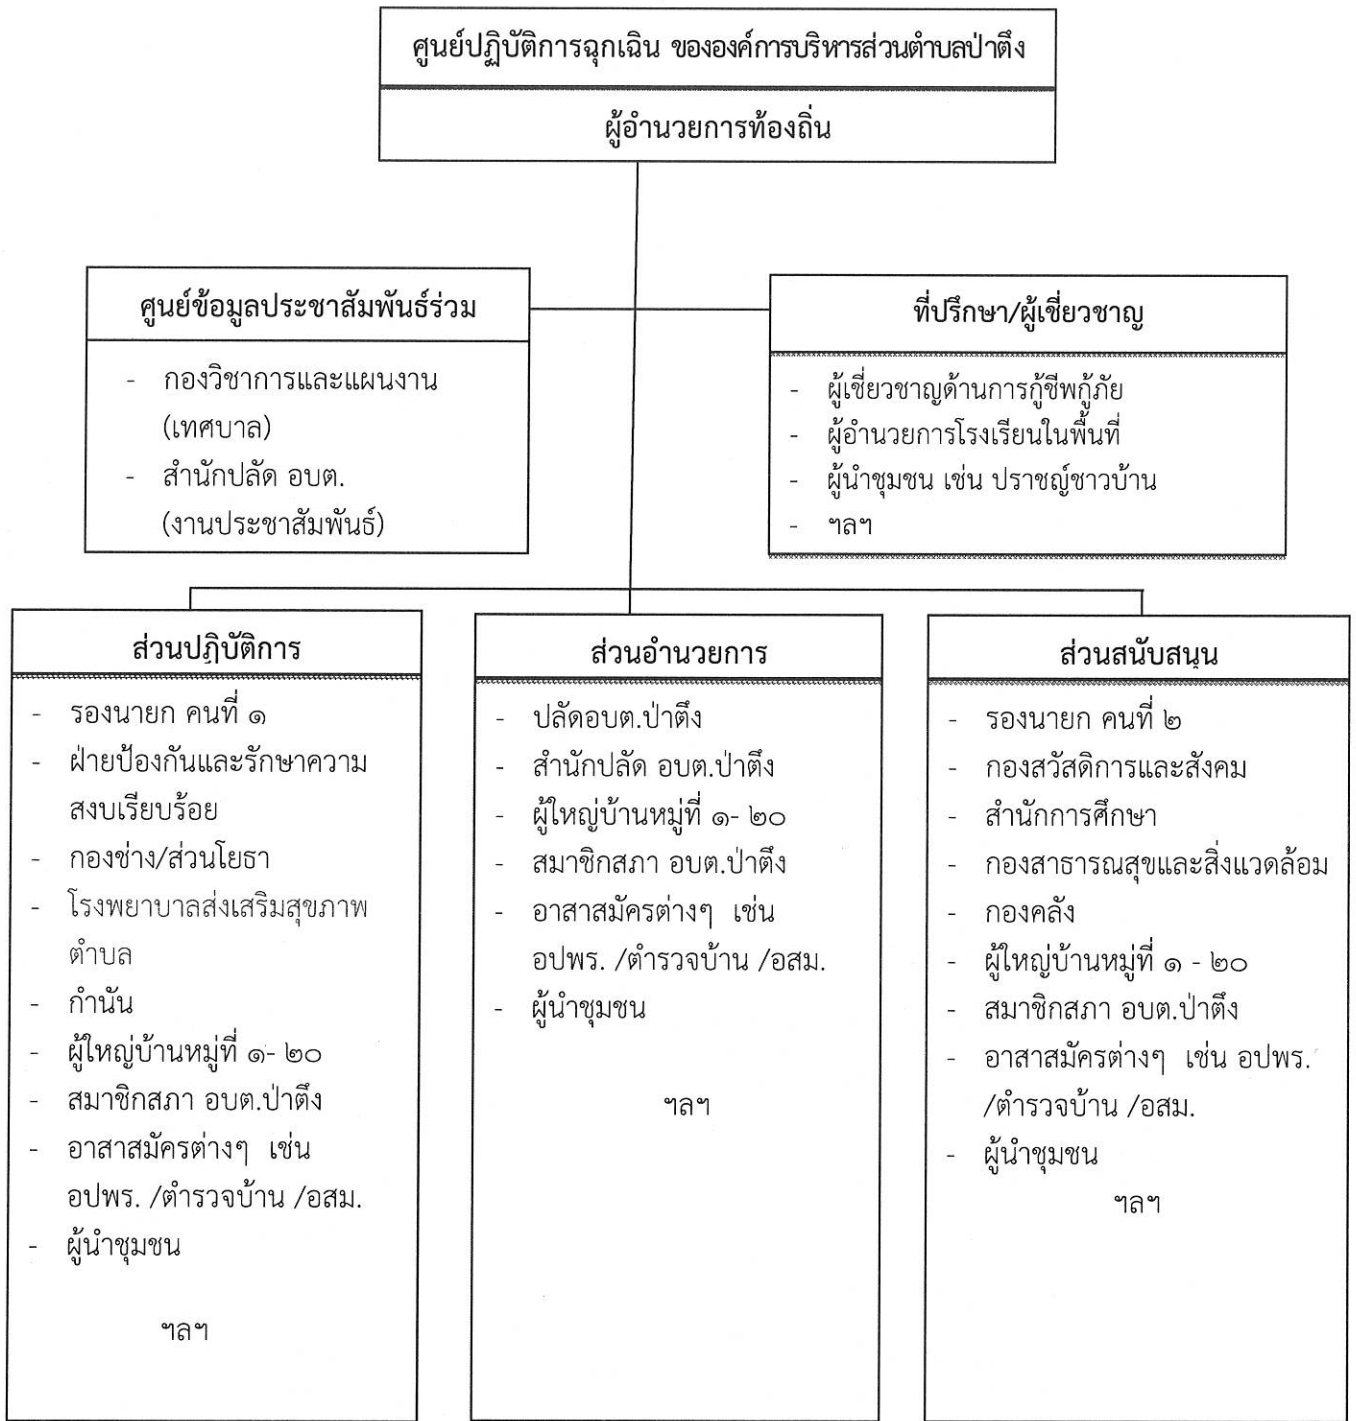 ศูนย์ปฏิบัติการฉุกเฉิน ขององค์การบริหารส่วนตำบลป่าตึง
ผู้อำนวยการท้องถิ่น
ศูนย์ข้อมูลประชาสัมพันธ์ร่วม
- กองวิชาการและแผนงาน
(เทศบาล)
- สำนักปลัด อบต.
(งานประชาสัมพันธ์)
ที่ปรึกษา/ผู้เชี่ยวชาญ
- ผู้เชี่ยวชาญด้านการกู้ชีพกู้ภัย
- ผู้อำนวยการโรงเรียนในพื้นที่
- ผู้นำชุมชน เช่น ปราชญ์ชาวบ้าน
- ฯลฯ
ส่วนปฏิบัติการ
- รองนายก คนที่ ๑
- ฝ่ายป้องกันและรักษาความ
สงบเรียบร้อย
- กองช่าง/ส่วนโยธา
- โรงพยาบาลส่งเสริมสุขภาพ
ตำบล
- กำนัน
- ผู้ใหญ่บ้านหมู่ที่ ๑- ๒๐
- สมาชิกสภา อบต.ป่าตึง
- อาสาสมัครต่างๆ เช่น
อปพร. /ตำรวจบ้าน /อสม.
- ผู้นำชุมชน
ฯลฯ
ส่วนอำนวยการ
- ปลัดอบต.ป่าตึง
- สำนักปลัด อบต.ป่าตึง
- ผู้ใหญ่บ้านหมู่ที่ ๑- ๒๐
- สมาชิกสภา อบต.ป่าตึง
- อาสาสมัครต่างๆ เช่น
อปพร. /ตำรวจบ้าน /อสม.
- ผู้นำชุมชน
ฯลฯ
ส่วนสนับสนุน
- รองนายก คนที่ ๒
- กองสวัสดิการและสังคม
- สำนักการศึกษา
- กองสาธารณสุขและสิ่งแวดล้อม
- กองคลัง
- ผู้ใหญ่บ้านหมู่ที่ ๑ - ๒๐
- สมาชิกสภา อบต.ป่าตึง
- อาสาสมัครต่างๆ เช่น อปพร.
/ตำรวจบ้าน /อสม.
- ผู้นำชุมชน
ฯลฯ